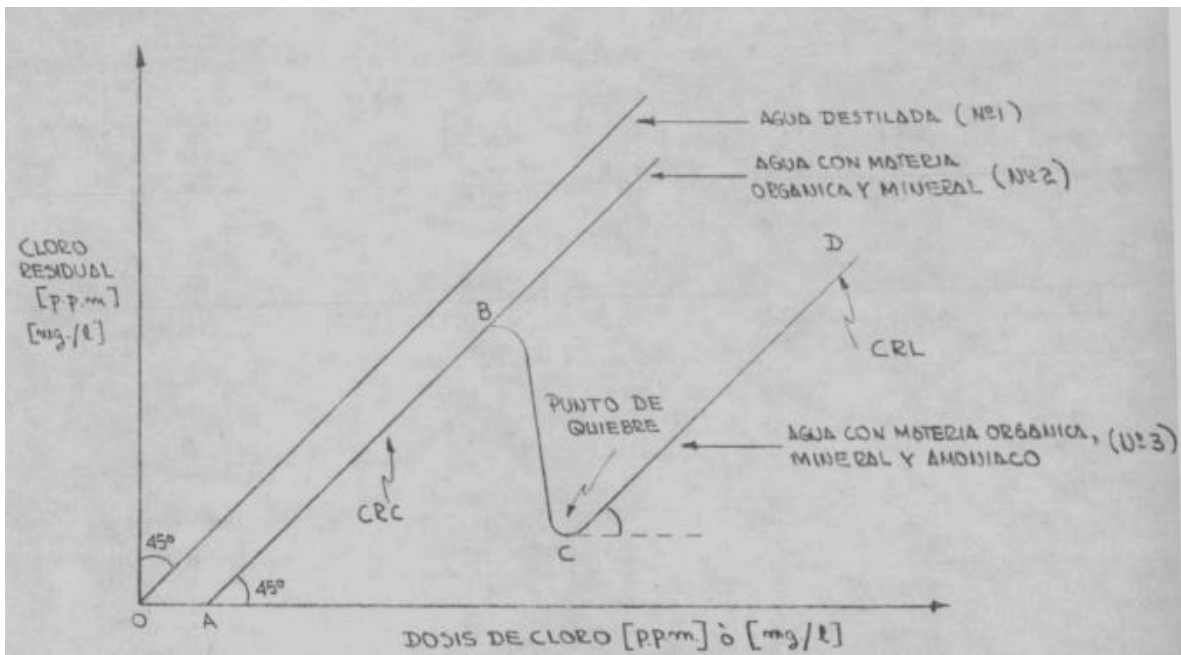 AGUA DESTILADA (Nº1)
AGUA CON MATERIA
ORGANICA Y MINERAL (Nº2)
CLORO
RESIDUAL
[p.p.m]
[mg./l]
D
B
CRL
PUNTO DE
QUIEBRE
AGUA CON MATERIA ORGANICA, (Nº3)
MINERAL Y AMONIACO
CRC
C
45º
45º
O
A
DOSIS DE CLORO [p.p.m.] ò [mg/l]